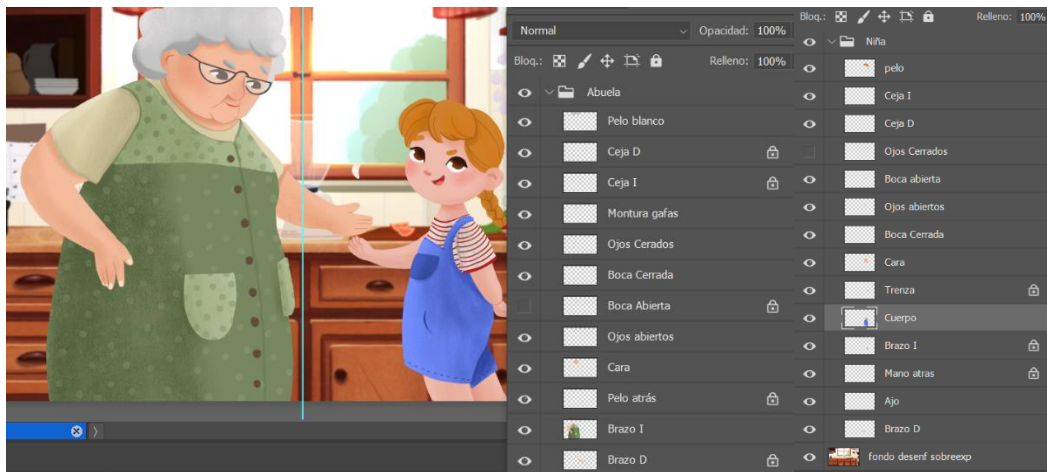 Normal
Opacidad: 100%
Bloq.:
Relleno: 100%
Abuela
Pelo blanco
Ceja D
Ceja I
Montura gafas
Ojos Cerados
Boca Cerrada
Boca Abierta
Ojos abiertos
Cara
Pelo atrás
Brazo I
Brazo D
Bloq.:
Relleno: 100%
Niña
pelo
Ceja I
Ceja D
Ojos Cerrados
Boca abierta
Ojos abiertos
Boca Cerrada
Cara
Trenza
Cuerpo
Brazo I
Mano atras
Ajo
Brazo D
fondo desenf sobreexp